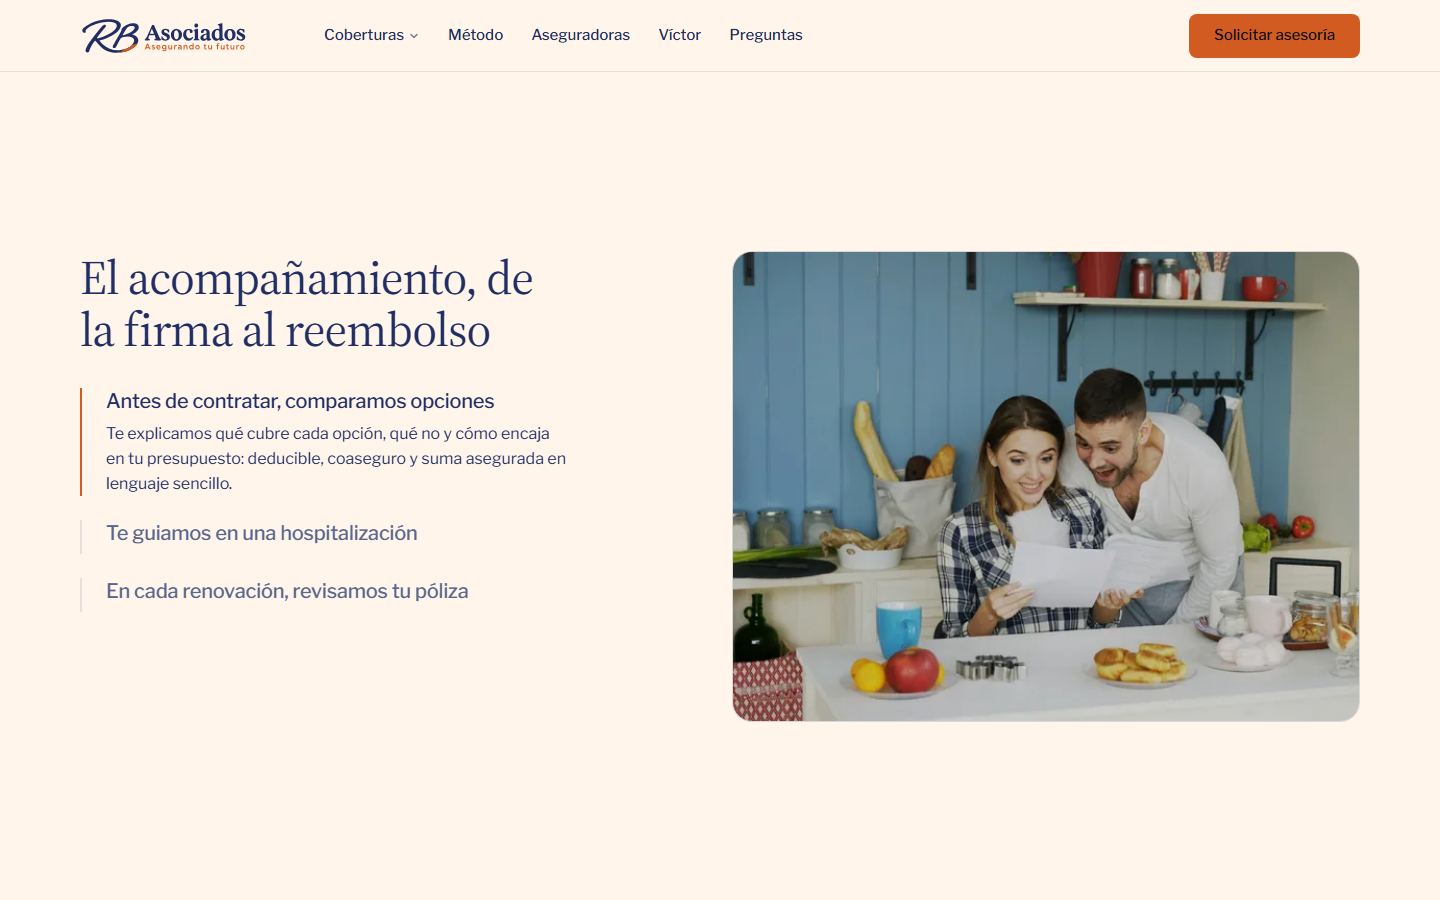 RB Asociados
Asegurando tu futuro
Coberturas
Método
Aseguradoras
Víctor
Preguntas
Solicitar asesoría
El acompañamiento, de
la firma al reembolso
Antes de contratar, comparamos opciones
Te explicamos qué cubre cada opción, qué no y cómo encaja
en tu presupuesto: deducible, coaseguro y suma asegurada en
lenguaje sencillo.
Te guiamos en una hospitalización
En cada renovación, revisamos tu póliza